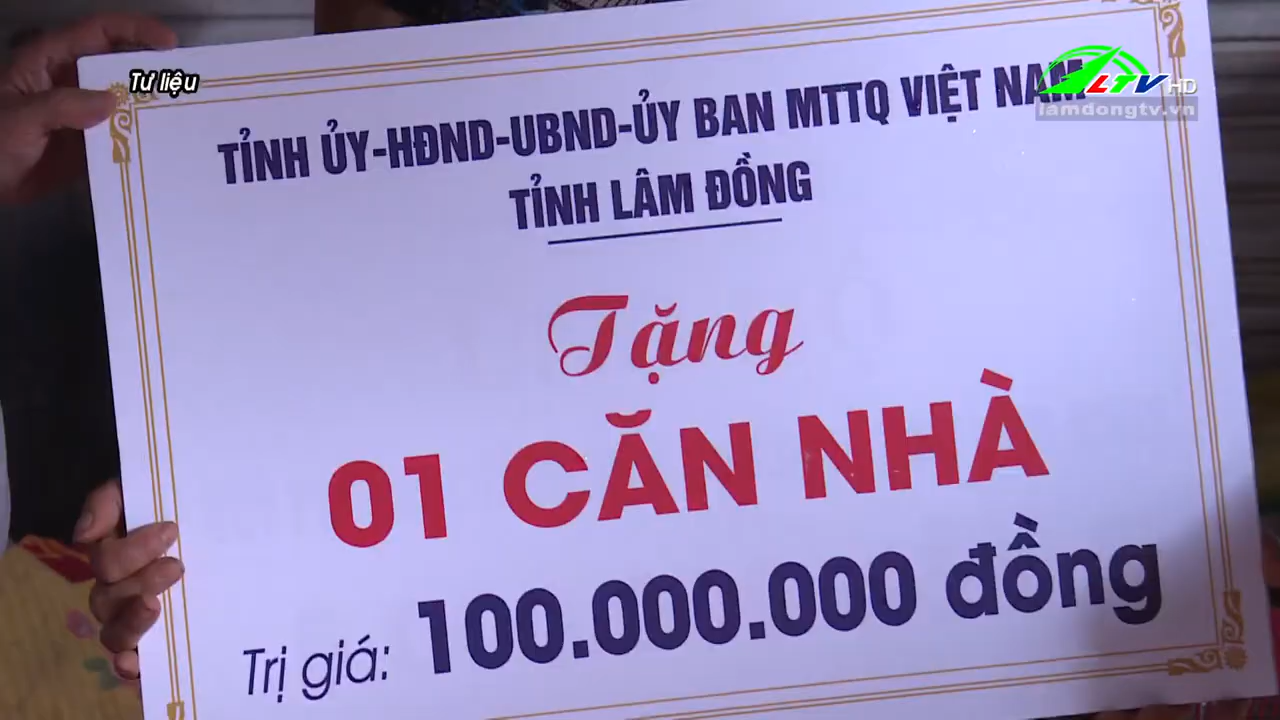 Tư liệu
LTV HD
lamdongtv.vn
TỈNH ỦY-HĐND-UBND-ỦY BAN MTTQ VIỆT NAM
TỈNH LÂM ĐỒNG
Tặng
01 CĂN NHÀ
Trị giá: 100.000.000 đồng